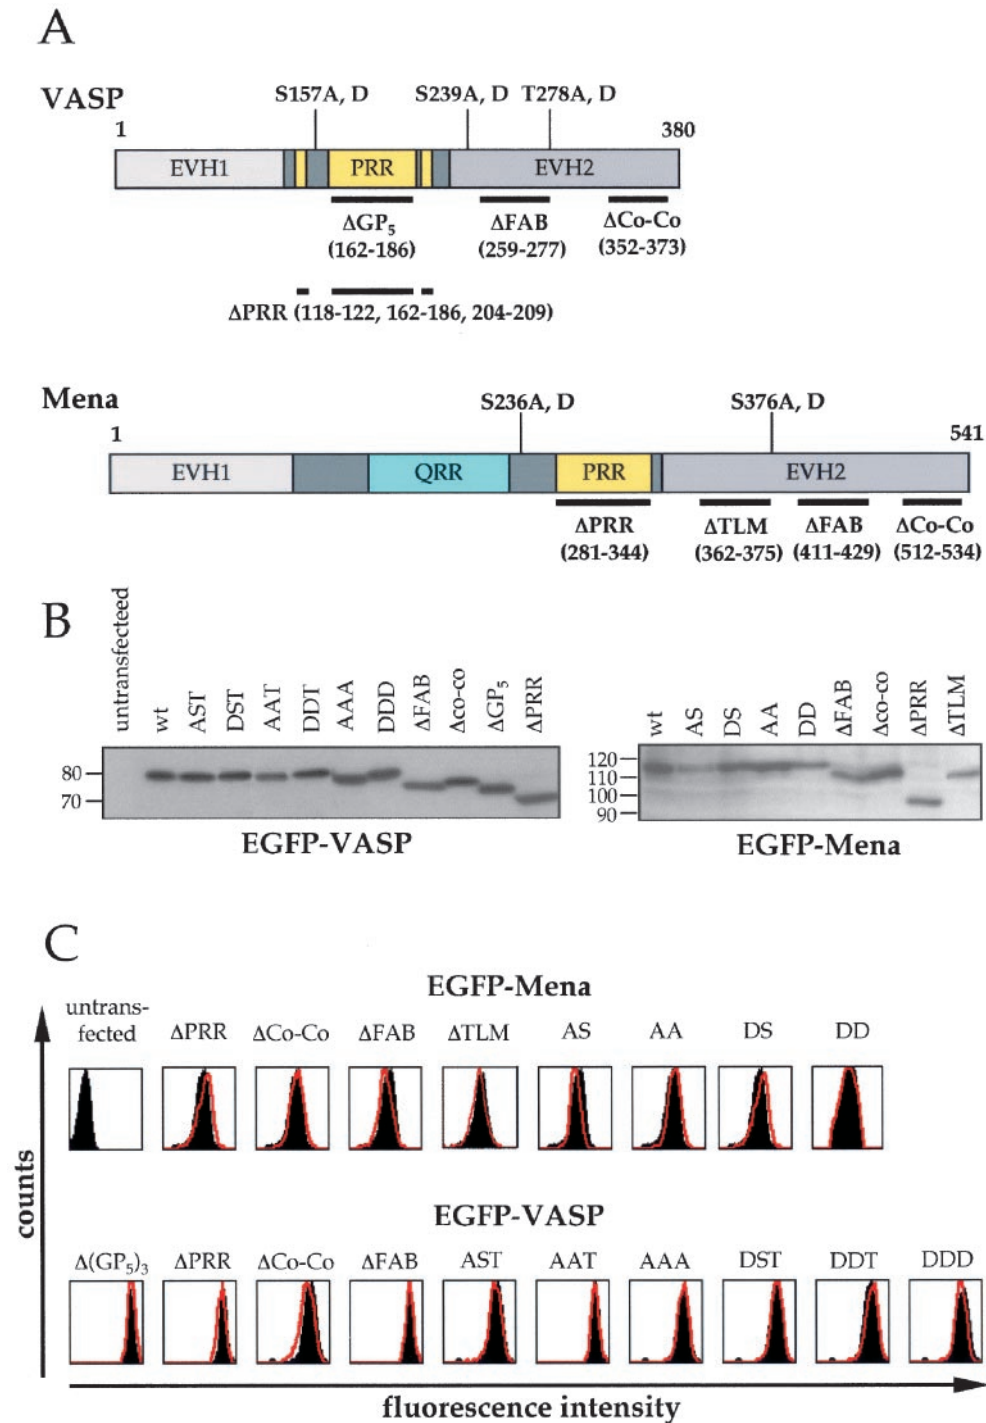 A
VASP
S157A, D S239A, D T278A, D
1 380
EVH1 PRR EVH2
ΔGP5 ΔFAB ΔCo-Co
(162-186) (259-277) (352-373)
ΔPRR (118-122, 162-186, 204-209)
Mena
S236A, D S376A, D
1 541
EVH1 QRR PRR EVH2
ΔPRR ΔTLM ΔFAB ΔCo-Co
(281-344) (362-375) (411-429) (512-534)
B
untransfecteed wt AST DST AAT DDT AAA DDD ΔFAB Δco-co ΔGP5 ΔPRR
80
70
EGFP-VASP
wt AS DS AA DD ΔFAB Δco-co ΔPRR ΔTLM
120
110
100
90
EGFP-Mena
C
EGFP-Mena
untrans-
fected ΔPRR ΔCo-Co ΔFAB ΔTLM AS AA DS DD
counts
EGFP-VASP
Δ(GP5)3 ΔPRR ΔCo-Co ΔFAB AST AAT AAA DST DDT DDD
fluorescence intensity